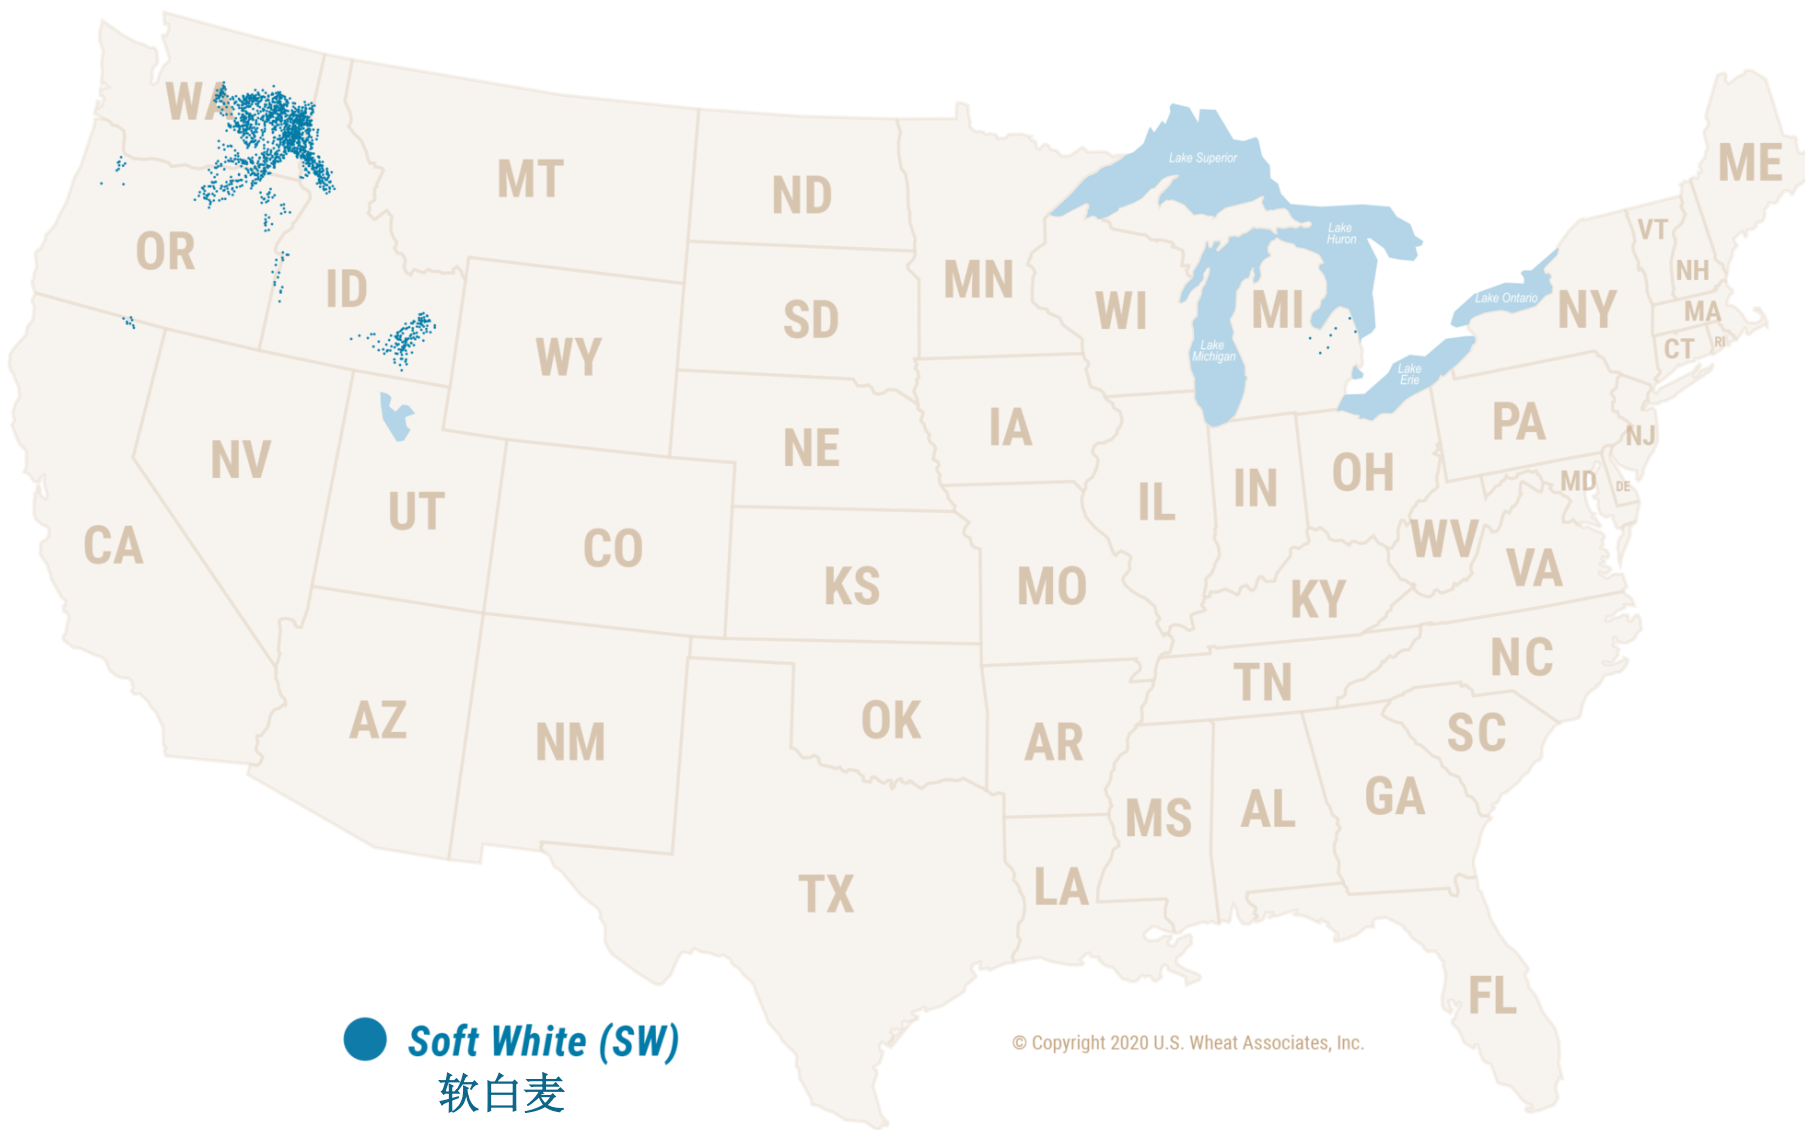 WA
MT
ND
ME
OR
ID
MN
Lake Superior
Lake
Huron
VT
NH
SD
WI
MI
Lake Ontario
NY
MA
WY
Lake
Michigan
Lake
Erie
CT
RI
NV
NE
IA
PA
NJ
UT
IL
IN
OH
MD
DE
CA
CO
KS
MO
WV
VA
KY
AZ
NM
OK
AR
TN
NC
SC
MS
AL
GA
TX
LA
FL
Soft White (SW)
软白麦
© Copyright 2020 U.S. Wheat Associates, Inc.